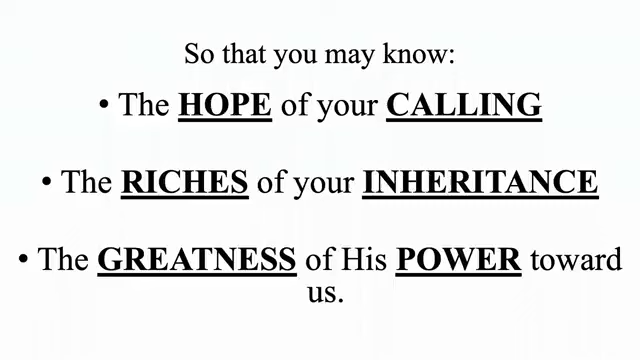 So that you may know:
• The HOPE of your CALLING
• The RICHES of your INHERITANCE
• The GREATNESS of His POWER toward
us.